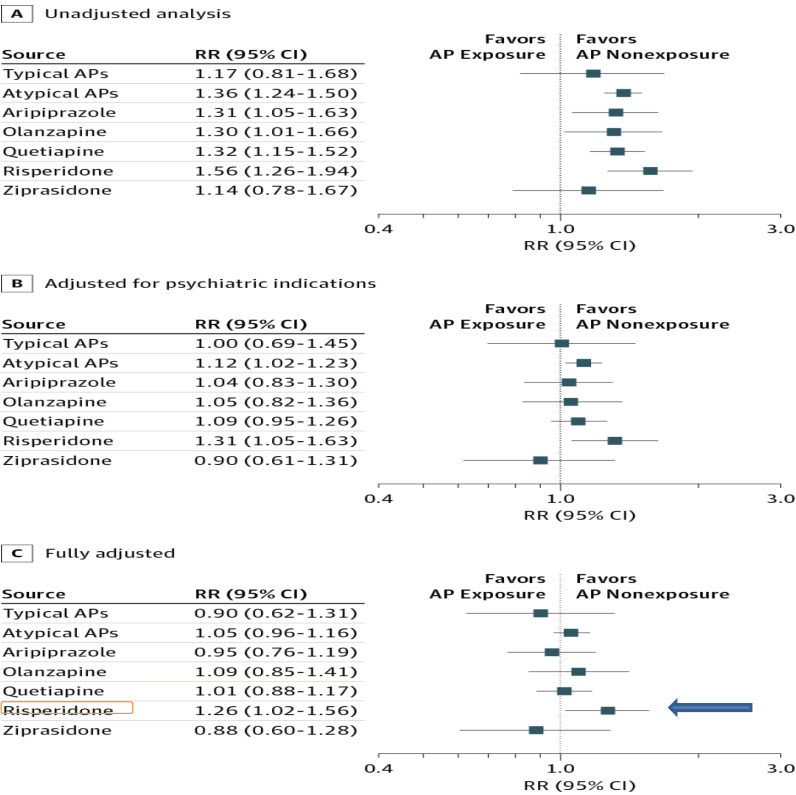 A Unadjusted analysis
Source RR (95% CI) Favors AP Exposure Favors AP Nonexposure
Typical APs 1.17 (0.81-1.68)
Atypical APs 1.36 (1.24-1.50)
Aripiprazole 1.31 (1.05-1.63)
Olanzapine 1.30 (1.01-1.66)
Quetiapine 1.32 (1.15-1.52)
Risperidone 1.56 (1.26-1.94)
Ziprasidone 1.14 (0.78-1.67)
0.4 1.0 3.0
RR (95% CI)
B Adjusted for psychiatric indications
Source RR (95% CI) Favors AP Exposure Favors AP Nonexposure
Typical APs 1.00 (0.69-1.45)
Atypical APs 1.12 (1.02-1.23)
Aripiprazole 1.04 (0.83-1.30)
Olanzapine 1.05 (0.82-1.36)
Quetiapine 1.09 (0.95-1.26)
Risperidone 1.31 (1.05-1.63)
Ziprasidone 0.90 (0.61-1.31)
0.4 1.0 3.0
RR (95% CI)
C Fully adjusted
Source RR (95% CI) Favors AP Exposure Favors AP Nonexposure
Typical APs 0.90 (0.62-1.31)
Atypical APs 1.05 (0.96-1.16)
Aripiprazole 0.95 (0.76-1.19)
Olanzapine 1.09 (0.85-1.41)
Quetiapine 1.01 (0.88-1.17)
Risperidone 1.26 (1.02-1.56)
Ziprasidone 0.88 (0.60-1.28)
0.4 1.0 3.0
RR (95% CI)